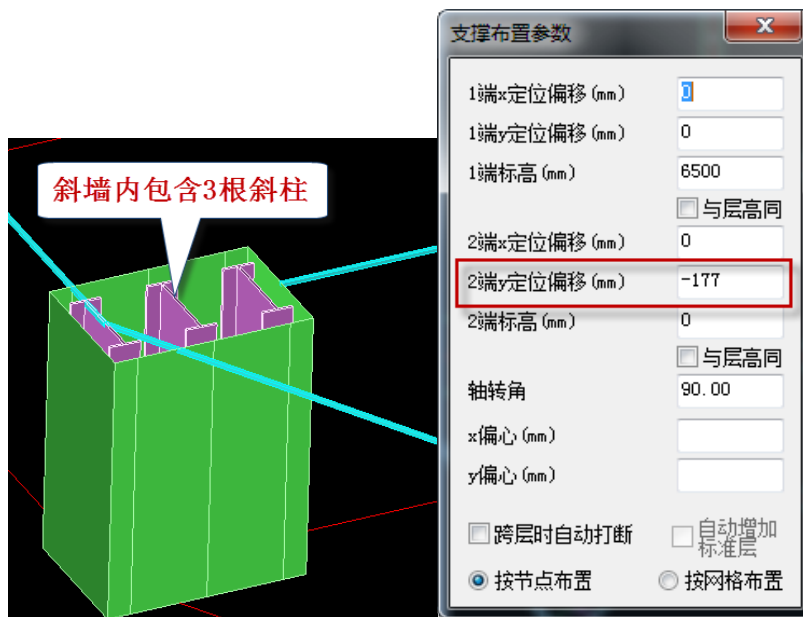 斜墙内包含3根斜柱
支撑布置参数
1端x定位偏移(mm) 0
1端y定位偏移(mm) 0
1端标高(mm) 6500
与层高同
2端x定位偏移(mm) 0
2端y定位偏移(mm) -177
2端标高(mm) 0
与层高同
轴转角 90.00
x偏心(mm)
y偏心(mm)
跨层时自动打断
自动增加
标准层
按节点布置
按网格布置